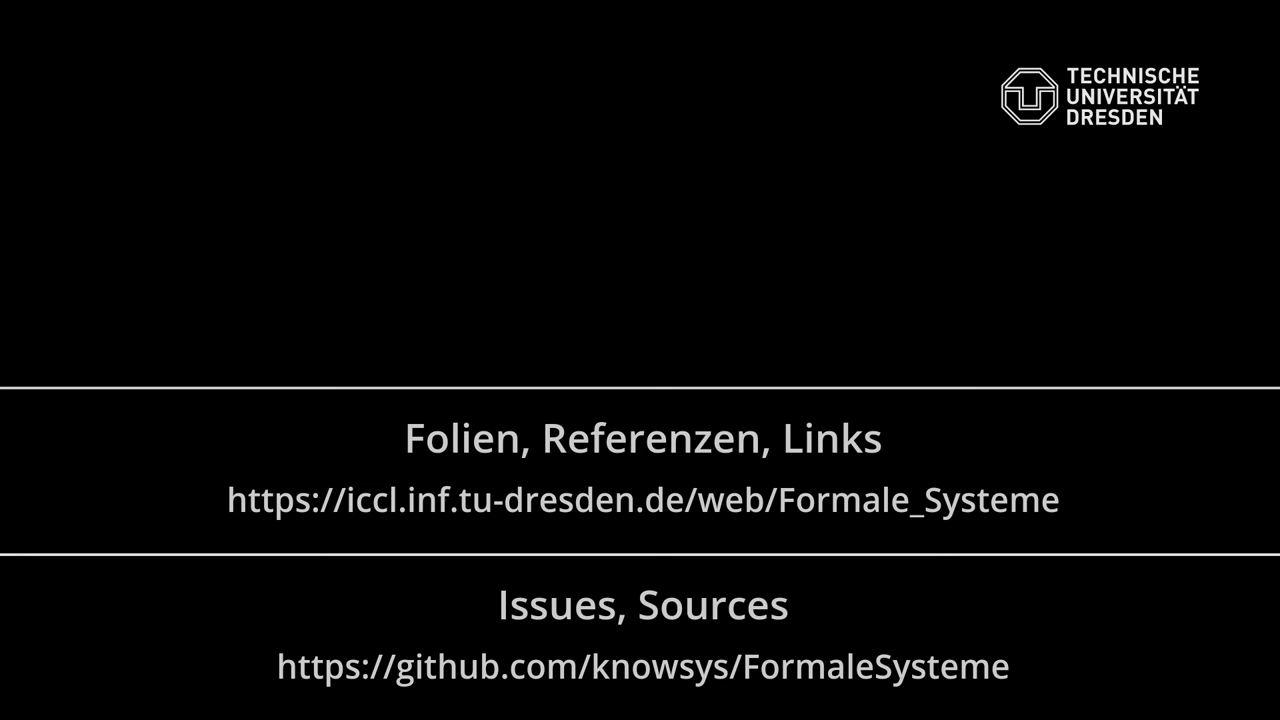 TECHNISCHE
UNIVERSITÄT
DRESDEN
Folien, Referenzen, Links
https://iccl.inf.tu-dresden.de/web/Formale_Systeme
Issues, Sources
https://github.com/knowsys/FormaleSysteme